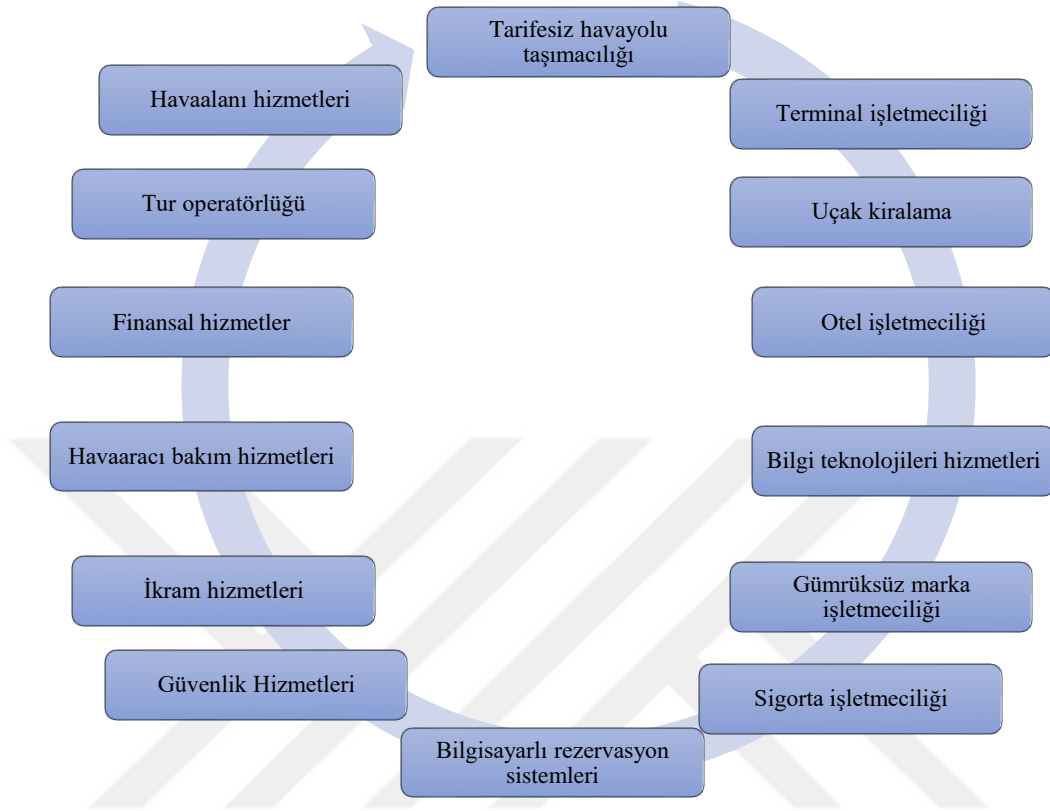 Tarifesiz havayolu
taşımacılığı
Terminal işletmeciliği
Uçak kiralama
Otel işletmeciliği
Bilgi teknolojileri hizmetleri
Gümrüksüz marka
işletmeciliği
Sigorta işletmeciliği
Bilgisayarlı rezervasyon
sistemleri
Güvenlik Hizmetleri
İkram hizmetleri
Havaaracı bakım hizmetleri
Finansal hizmetler
Tur operatörlüğü
Havaalanı hizmetleri